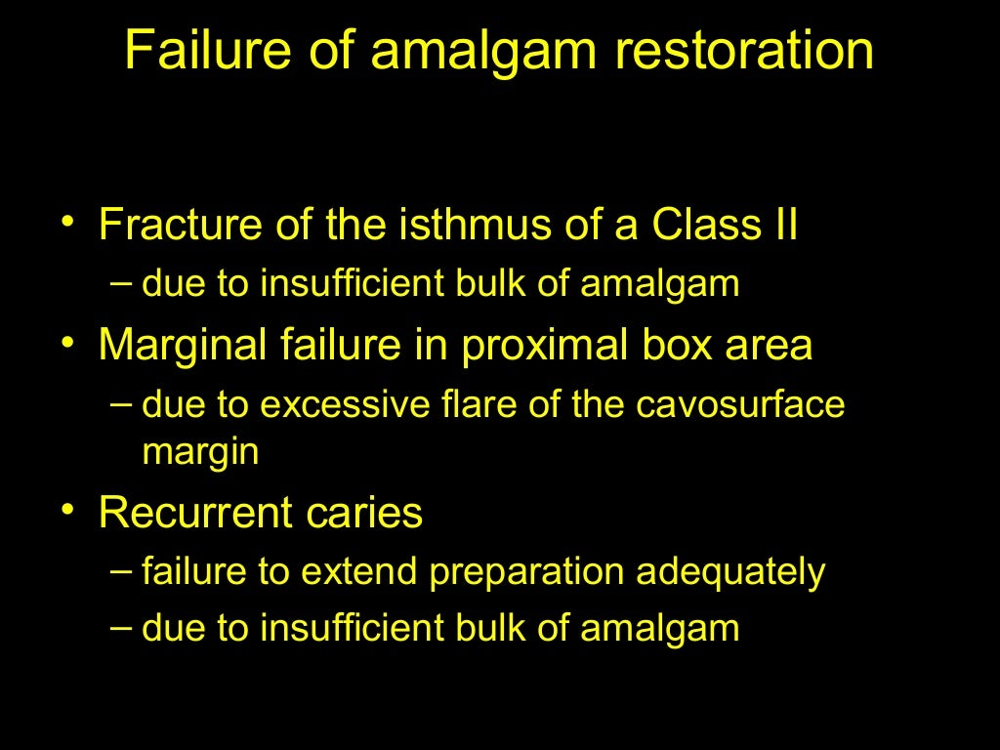 Failure of amalgam restoration
• Fracture of the isthmus of a Class II
– due to insufficient bulk of amalgam
• Marginal failure in proximal box area
– due to excessive flare of the cavosurface
margin
• Recurrent caries
– failure to extend preparation adequately
– due to insufficient bulk of amalgam